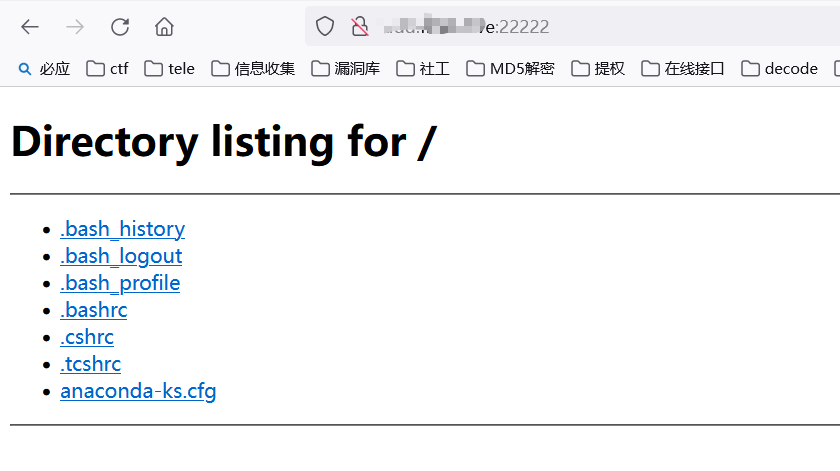 :22222
必应 ctf tele 信息收集 漏洞库 社工 MD5解密 提权 在线接口 decode
Directory listing for /
.bash_history
.bash_logout
.bash_profile
.bashrc
.cshrc
.tcshrc
anaconda-ks.cfg